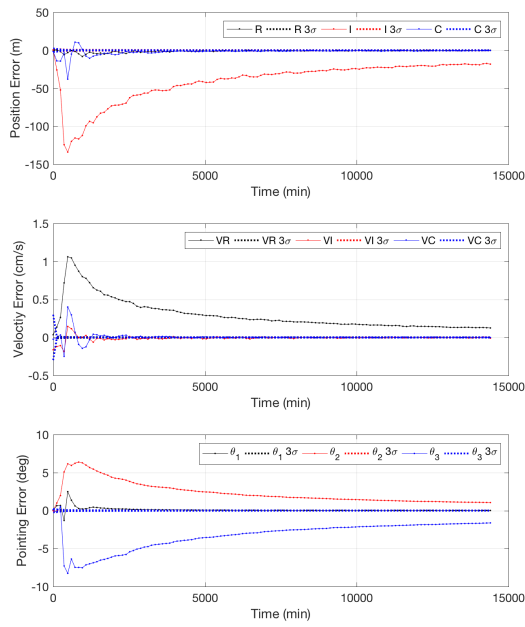 50
0
-50
-100
-150
Position Error (m)
R R 3σ I I 3σ C C 3σ
0 5000 10000 15000
Time (min)
1.5
1
0.5
0
-0.5
Veloctiy Error (cm/s)
VR VR 3σ VI VI 3σ VC VC 3σ
0 5000 10000 15000
Time (min)
10
5
0
-5
-10
Pointing Error (deg)
θ1 θ1 3σ θ2 θ2 3σ θ3 θ3 3σ
0 5000 10000 15000
Time (min)